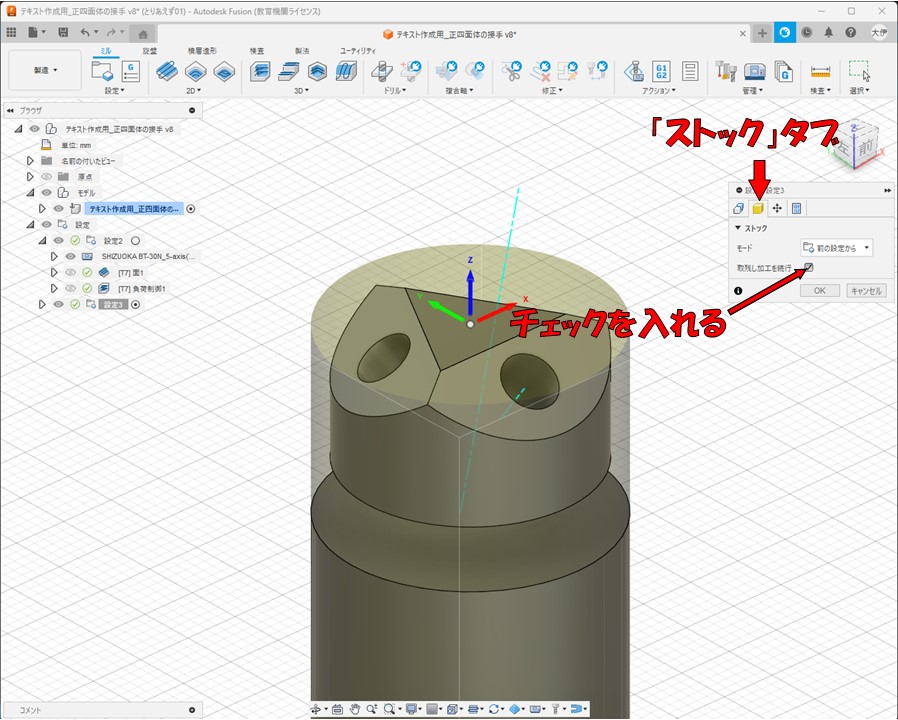 テキスト作成用_正四面体の接手 v8* (とりあえず01) - Autodesk Fusion (教育機関ライセンス)
テキスト作成用_正四面体の接手 v8*
大伊
ミル
旋盤
積層造形
検査
製法
ユーティリティ
製造
設定
2D
3D
ドリル
複合軸
修正
アクション
管理
検査
選択
G1
G2
ブラウザ
テキスト作成用_正四面体の接手 v8
単位: mm
名前の付いたビュー
原点
モデル
テキスト作成用_正四面体の...
設定
設定2
SHIZUOKA BT-30N_5-axis(...
[T7] 面1
[T7] 負荷制御1
設定3
「ストック」タブ
Z
左
前
X
設定3
ストック
モード
前の設定から
取残し加工を続行
OK
キャンセル
チェックを入れる
Z
X
Y
コメント